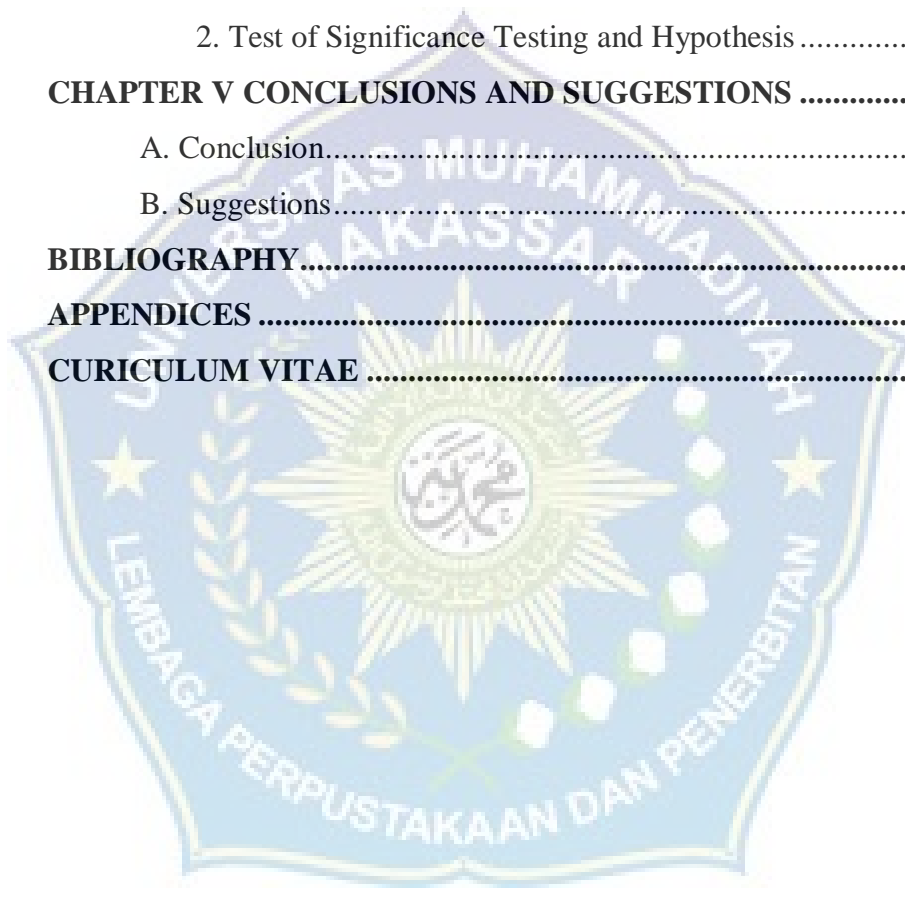 2. Test of Significance Testing and Hypothesis ..............
CHAPTER V CONCLUSIONS AND SUGGESTIONS ..............
A. Conclusion..............................................................................
B. Suggestions.............................................................................
BIBLIOGRAPHY.............................................................................
APPENDICES .................................................................................
CURICULUM VITAE .....................................................................
UNIVERSITAS MUHAMMADIYAH
MAKASSAR
LEMBAGA PERPUSTAKAAN DAN PENERBITAN